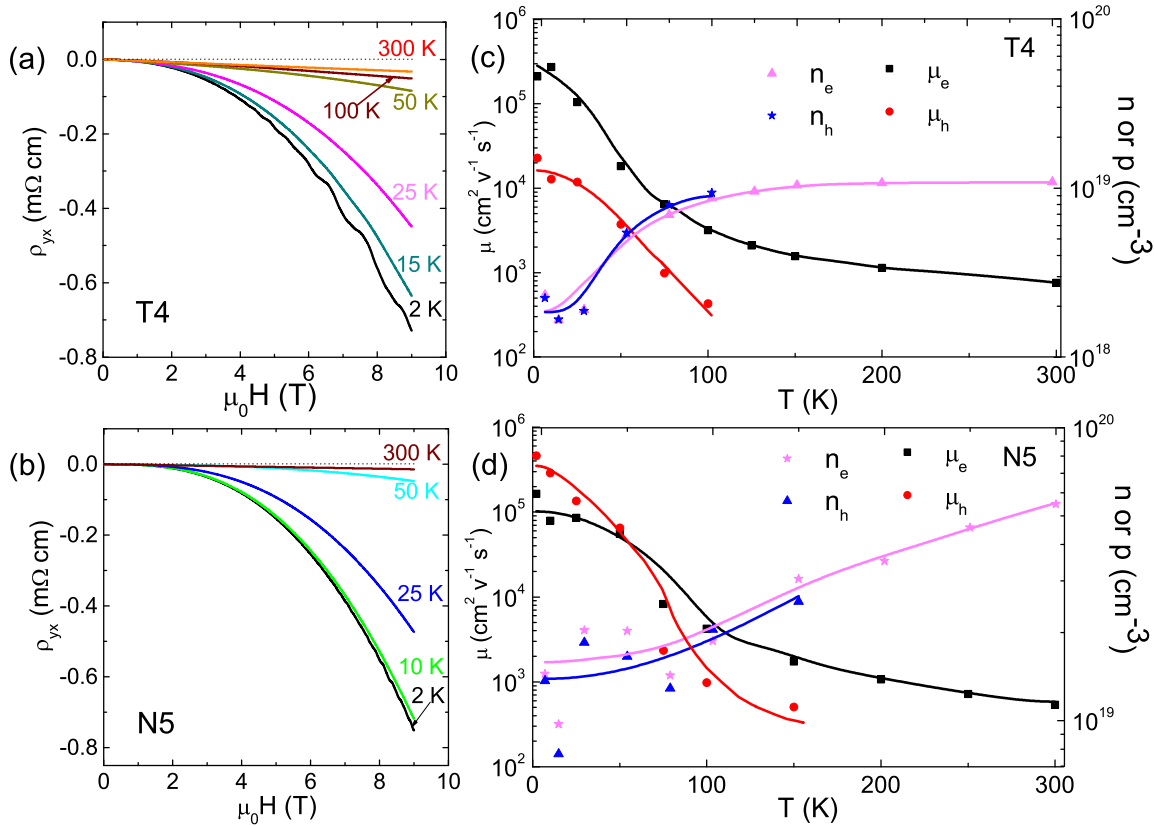 (a)
0.0
-0.2
-0.4
-0.6
-0.8
ρyx (mΩ cm)
300 K
100 K
50 K
25 K
15 K
2 K
T4
0 2 4 6 8 10
μ0H (T)
(c)
T4
10^6
10^5
10^4
10^3
10^2
μ (cm^2 v^-1 s^-1)
ne μe
nh μh
10^20
10^19
10^18
n or p (cm-3)
0 100 200 300
T (K)
(b)
0.0
-0.2
-0.4
-0.6
-0.8
ρyx (mΩ cm)
300 K
50 K
25 K
10 K
2 K
N5
0 2 4 6 8 10
μ0H (T)
(d)
N5
10^6
10^5
10^4
10^3
10^2
μ (cm^2 v^-1 s^-1)
ne μe
nh μh
10^20
10^19
n or p (cm-3)
0 100 200 300
T (K)